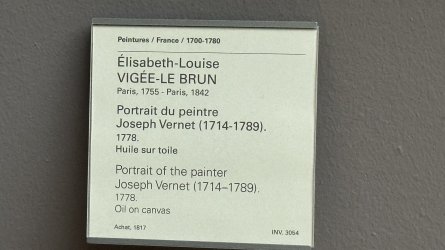 Peintures / France / 1700-1780
Élisabeth-Louise
VIGÉE-LE BRUN
Paris, 1755 - Paris, 1842
Portrait du peintre
Joseph Vernet (1714-1789).
1778.
Huile sur toile
Portrait of the painter
Joseph Vernet (1714–1789).
1778.
Oil on canvas
Achat, 1817
INV. 3054